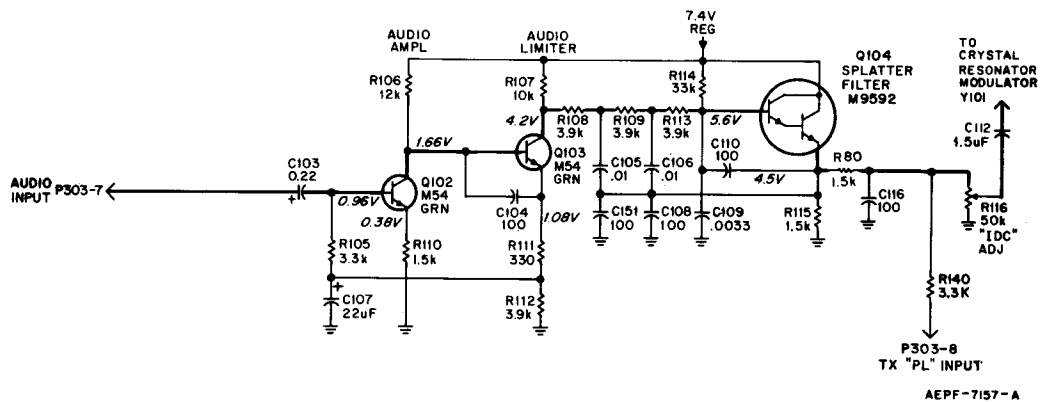 7.4V
REG
AUDIO
AMPL
AUDIO
LIMITER
Q104
SPLATTER
FILTER
M9592
TO
CRYSTAL
RESONATOR
MODULATOR
Y101
R106
12k
R107
10k
R114
33k
4.2V
R108
3.9k
R109
3.9k
R113
3.9k
5.6V
C112
1.5uF
1.66V
Q103
M54
GRN
C105
.01
C106
.01
C110
100
4.5V
R80
1.5k
C103
0.22
AUDIO
INPUT P303-7
+
0.96V
Q102
M54
GRN
0.38V
C104
100
1.08V
C151
100
C108
100
C109
.0033
R115
1.5k
C116
100
R116
50k
"IDC"
ADJ
R105
3.3k
R110
1.5k
R111
330
+
C107
22uF
R112
3.9k
R140
3.3K
P303-8
TX "PL" INPUT
AEPF-7157-A